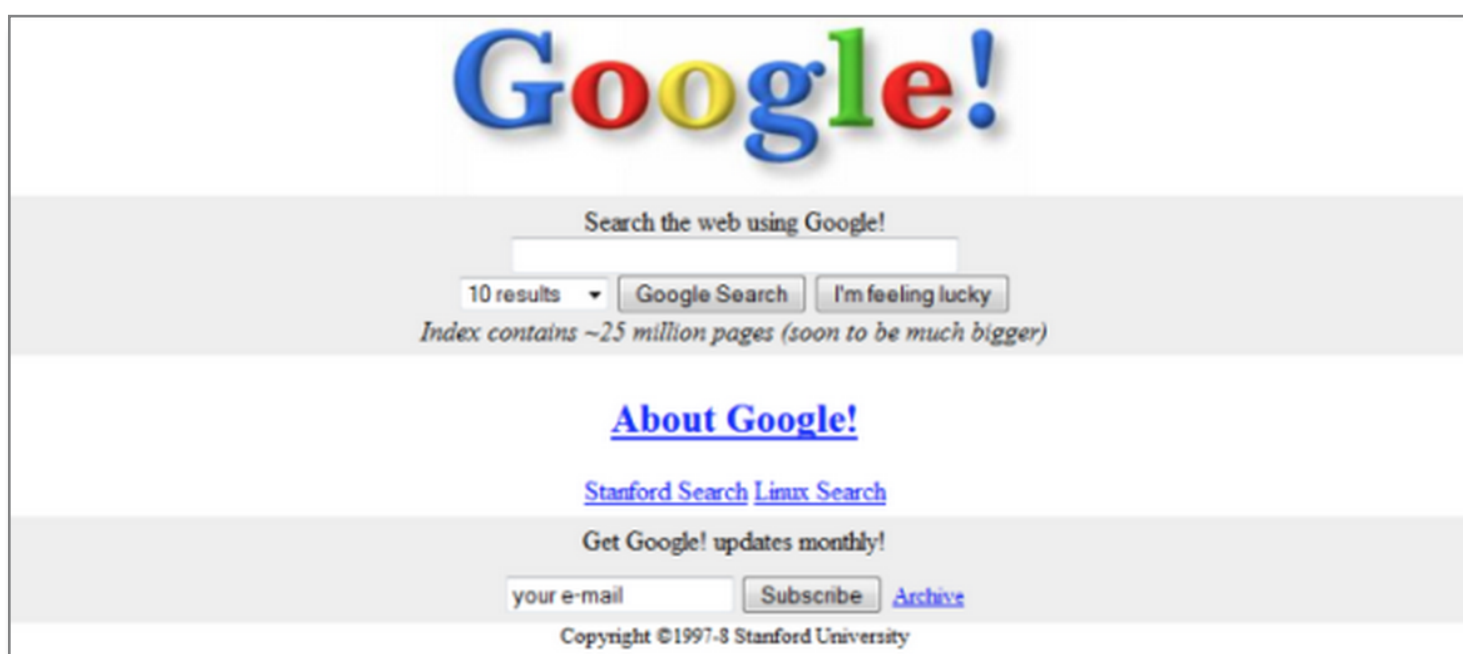 Google!
Search the web using Google!
10 results Google Search I'm feeling lucky
Index contains ~25 million pages (soon to be much bigger)
About Google!
Stanford Search Linux Search
Get Google! updates monthly!
your e-mail Subscribe Archive
Copyright ©1997-8 Stanford University